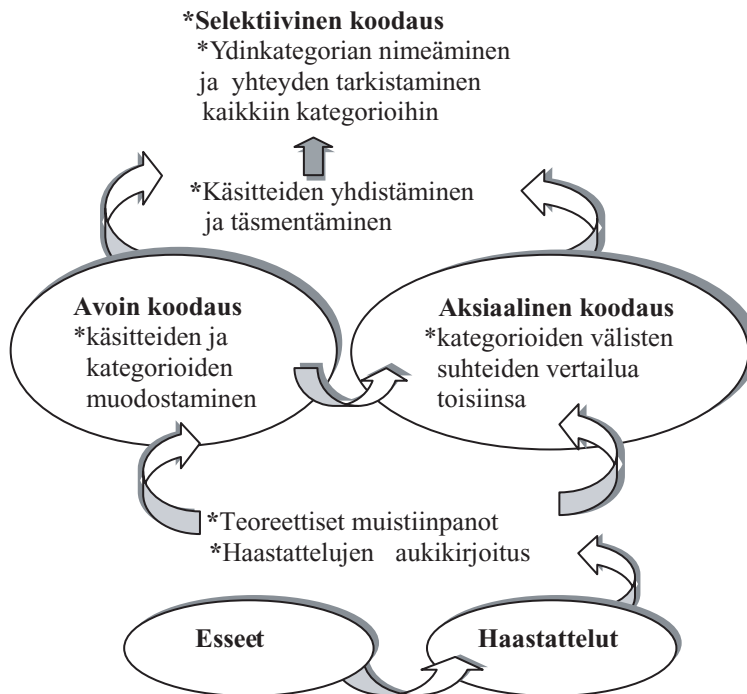 *Selektiivinen koodaus
*Ydinkategorian nimeäminen
ja yhteyden tarkistaminen
kaikkiin kategorioihin
*Käsitteiden yhdistäminen
ja täsmentäminen
Avoin koodaus
*käsitteiden ja
kategorioiden
muodostaminen
Aksiaalinen koodaus
*kategorioiden välisten
suhteiden vertailua
toisiinsa
*Teoreettiset muistiinpanot
*Haastattelujen aukikirjoitus
Esseet
Haastattelut